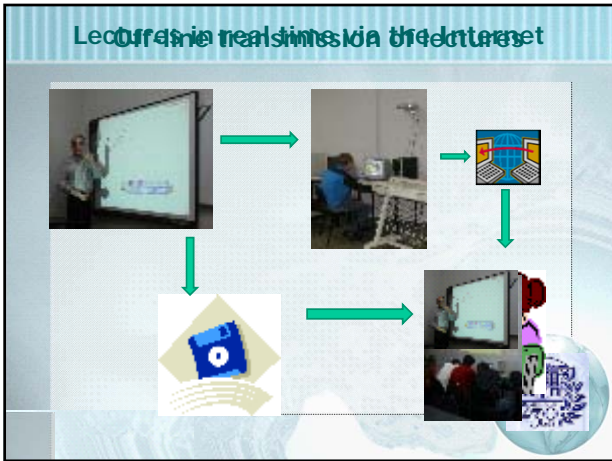 Lectures in real time via the Internet
Off-line transmission of lectures